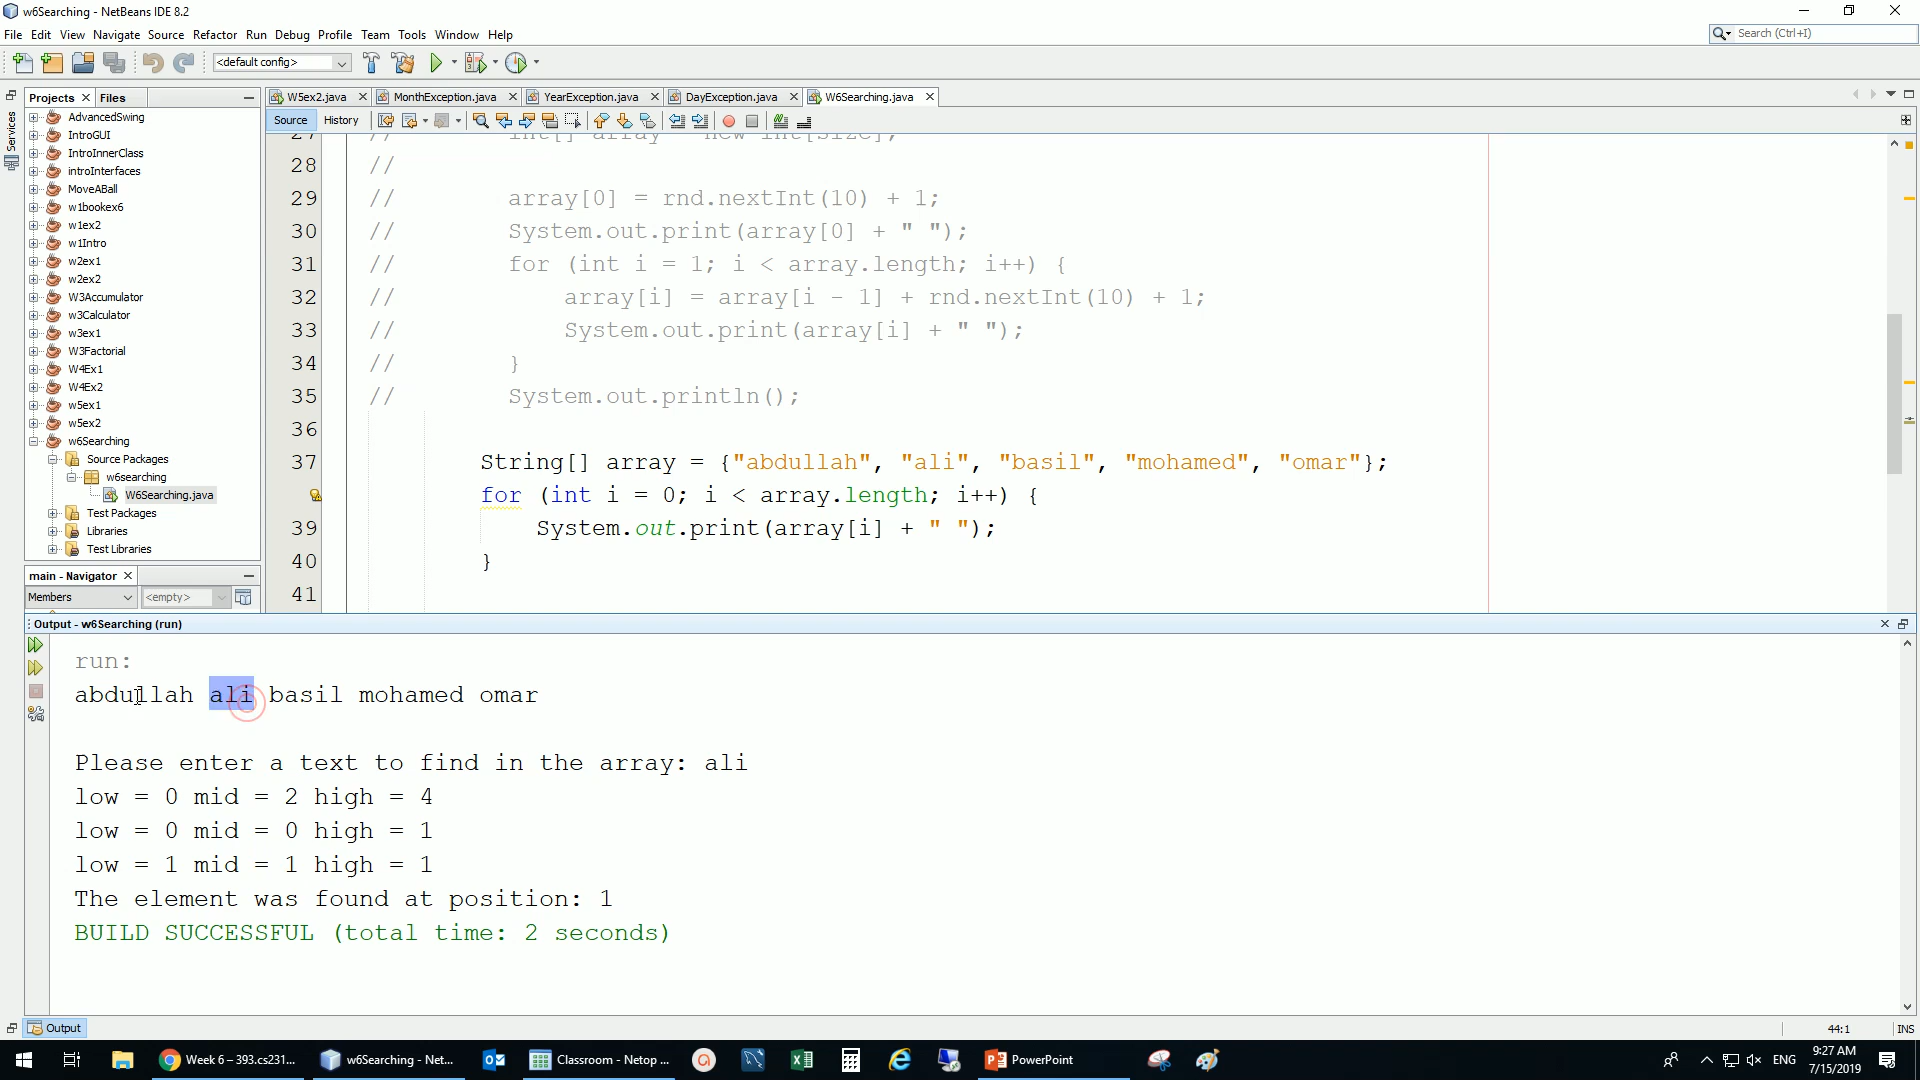 w6Searching - NetBeans IDE 8.2
File Edit View Navigate Source Refactor Run Debug Profile Team Tools Window Help
Search (Ctrl+I)
<default config>
Projects Files
W5ex2.java MonthException.java YearException.java DayException.java W6Searching.java
Source History
Services
AdvancedSwing
IntroGUI
IntroInnerClass
introInterfaces
MoveABall
w1bookex6
w1ex2
w1Intro
w2ex1
w2ex2
W3Accumulator
w3Calculator
w3ex1
W3Factorial
W4Ex1
W4Ex2
w5ex1
w5ex2
w6Searching
Source Packages
w6searching
W6Searching.java
Test Packages
Libraries
Test Libraries
main - Navigator
Members <empty>
27 // int[] array = new int[size];
28 //
29 // array[0] = rnd.nextInt(10) + 1;
30 // System.out.print(array[0] + " ");
31 // for (int i = 1; i < array.length; i++) {
32 // array[i] = array[i - 1] + rnd.nextInt(10) + 1;
33 // System.out.print(array[i] + " ");
34 // }
35 // System.out.println();
36
37 String[] array = {"abdullah", "ali", "basil", "mohamed", "omar"};
for (int i = 0; i < array.length; i++) {
39 System.out.print(array[i] + " ");
40 }
41
Output - w6Searching (run)
run:
abdullah ali basil mohamed omar
Please enter a text to find in the array: ali
low = 0 mid = 2 high = 4
low = 0 mid = 0 high = 1
low = 1 mid = 1 high = 1
The element was found at position: 1
BUILD SUCCESSFUL (total time: 2 seconds)
Output
44:1 INS
Week 6 – 393.cs231... w6Searching - Net... Classroom - Netop ... PowerPoint
ENG
9:27 AM
7/15/2019